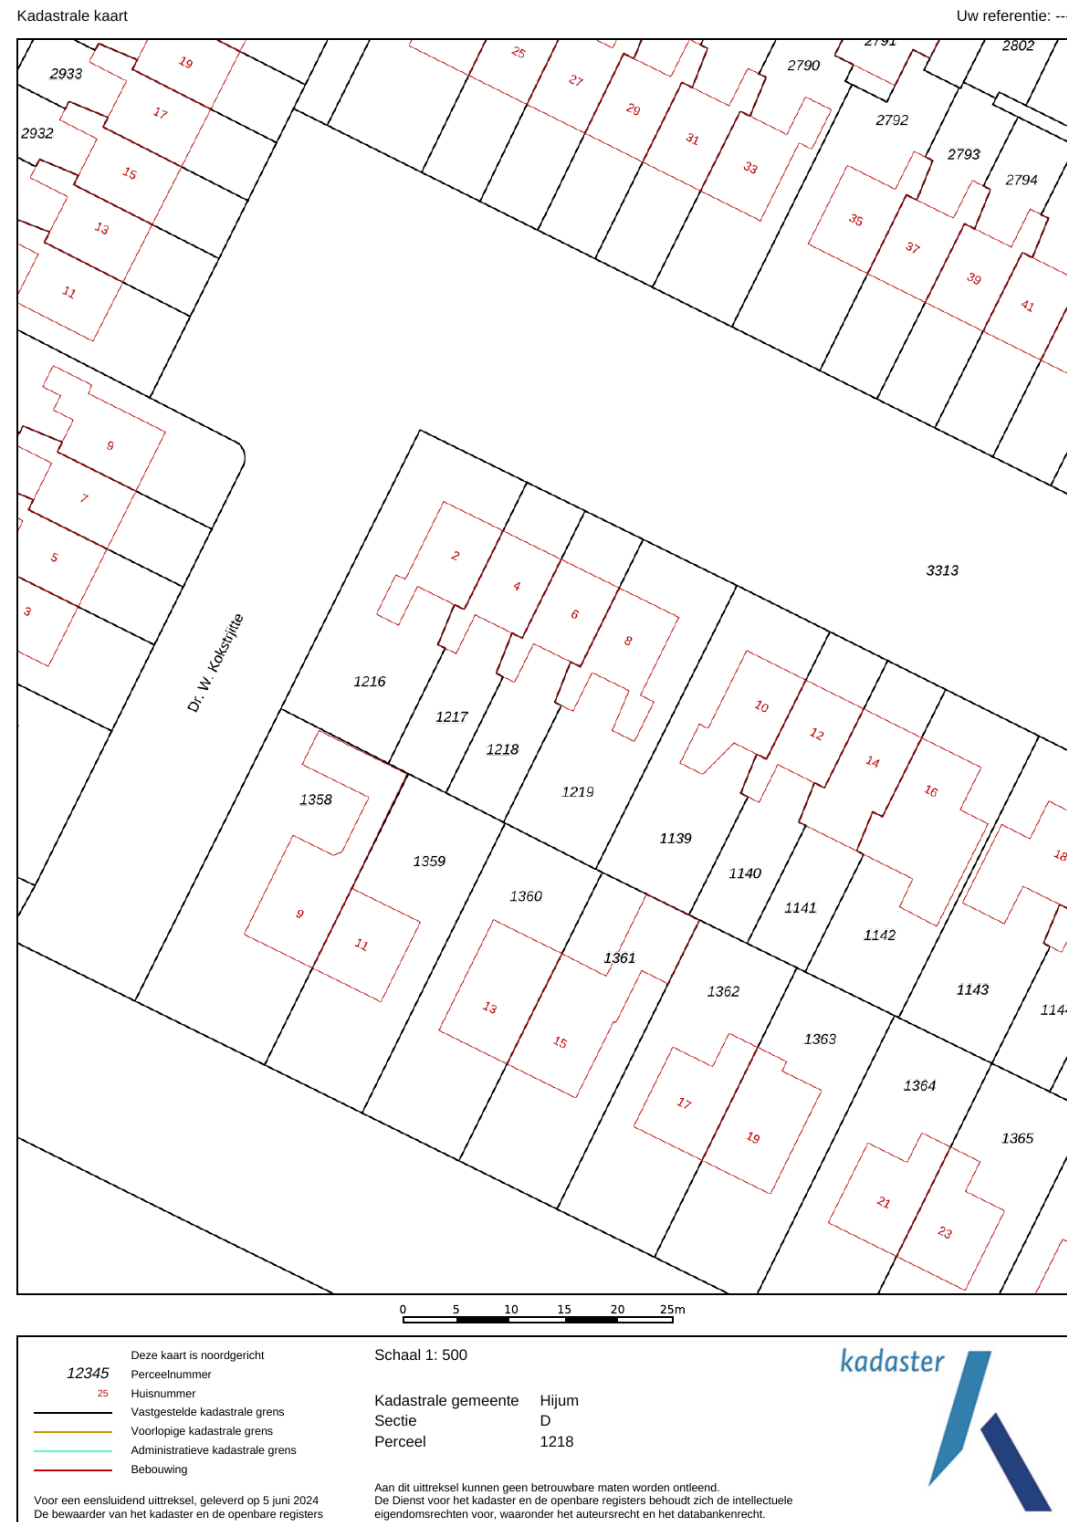 Kadastrale kaart
Uw referentie: --
2791
2802
19
25
2790
2933
27
17
29
2792
2932
31
2793
15
33
2794
13
35
37
11
39
41
9
7
2
3313
5
4
6
3
8
Dr. W. Kokstrjitte
1216
10
1217
12
1218
14
1219
16
1358
1139
18
1359
1140
1360
1141
9
1142
11
1361
1362
1143
13
1144
15
1363
1364
17
19
1365
21
23
0 5 10 15 20 25m
Deze kaart is noordgericht
12345 Perceelnummer
25 Huisnummer
Vastgestelde kadastrale grens
Voorlopige kadastrale grens
Administratieve kadastrale grens
Bebouwing
Voor een eensluidend uittreksel, geleverd op 5 juni 2024
De bewaarder van het kadaster en de openbare registers
Schaal 1: 500
Kadastrale gemeente Hijum
Sectie D
Perceel 1218
Aan dit uittreksel kunnen geen betrouwbare maten worden ontleend.
De Dienst voor het kadaster en de openbare registers behoudt zich de intellectuele
eigendomsrechten voor, waaronder het auteursrecht en het databankenrecht.
kadaster